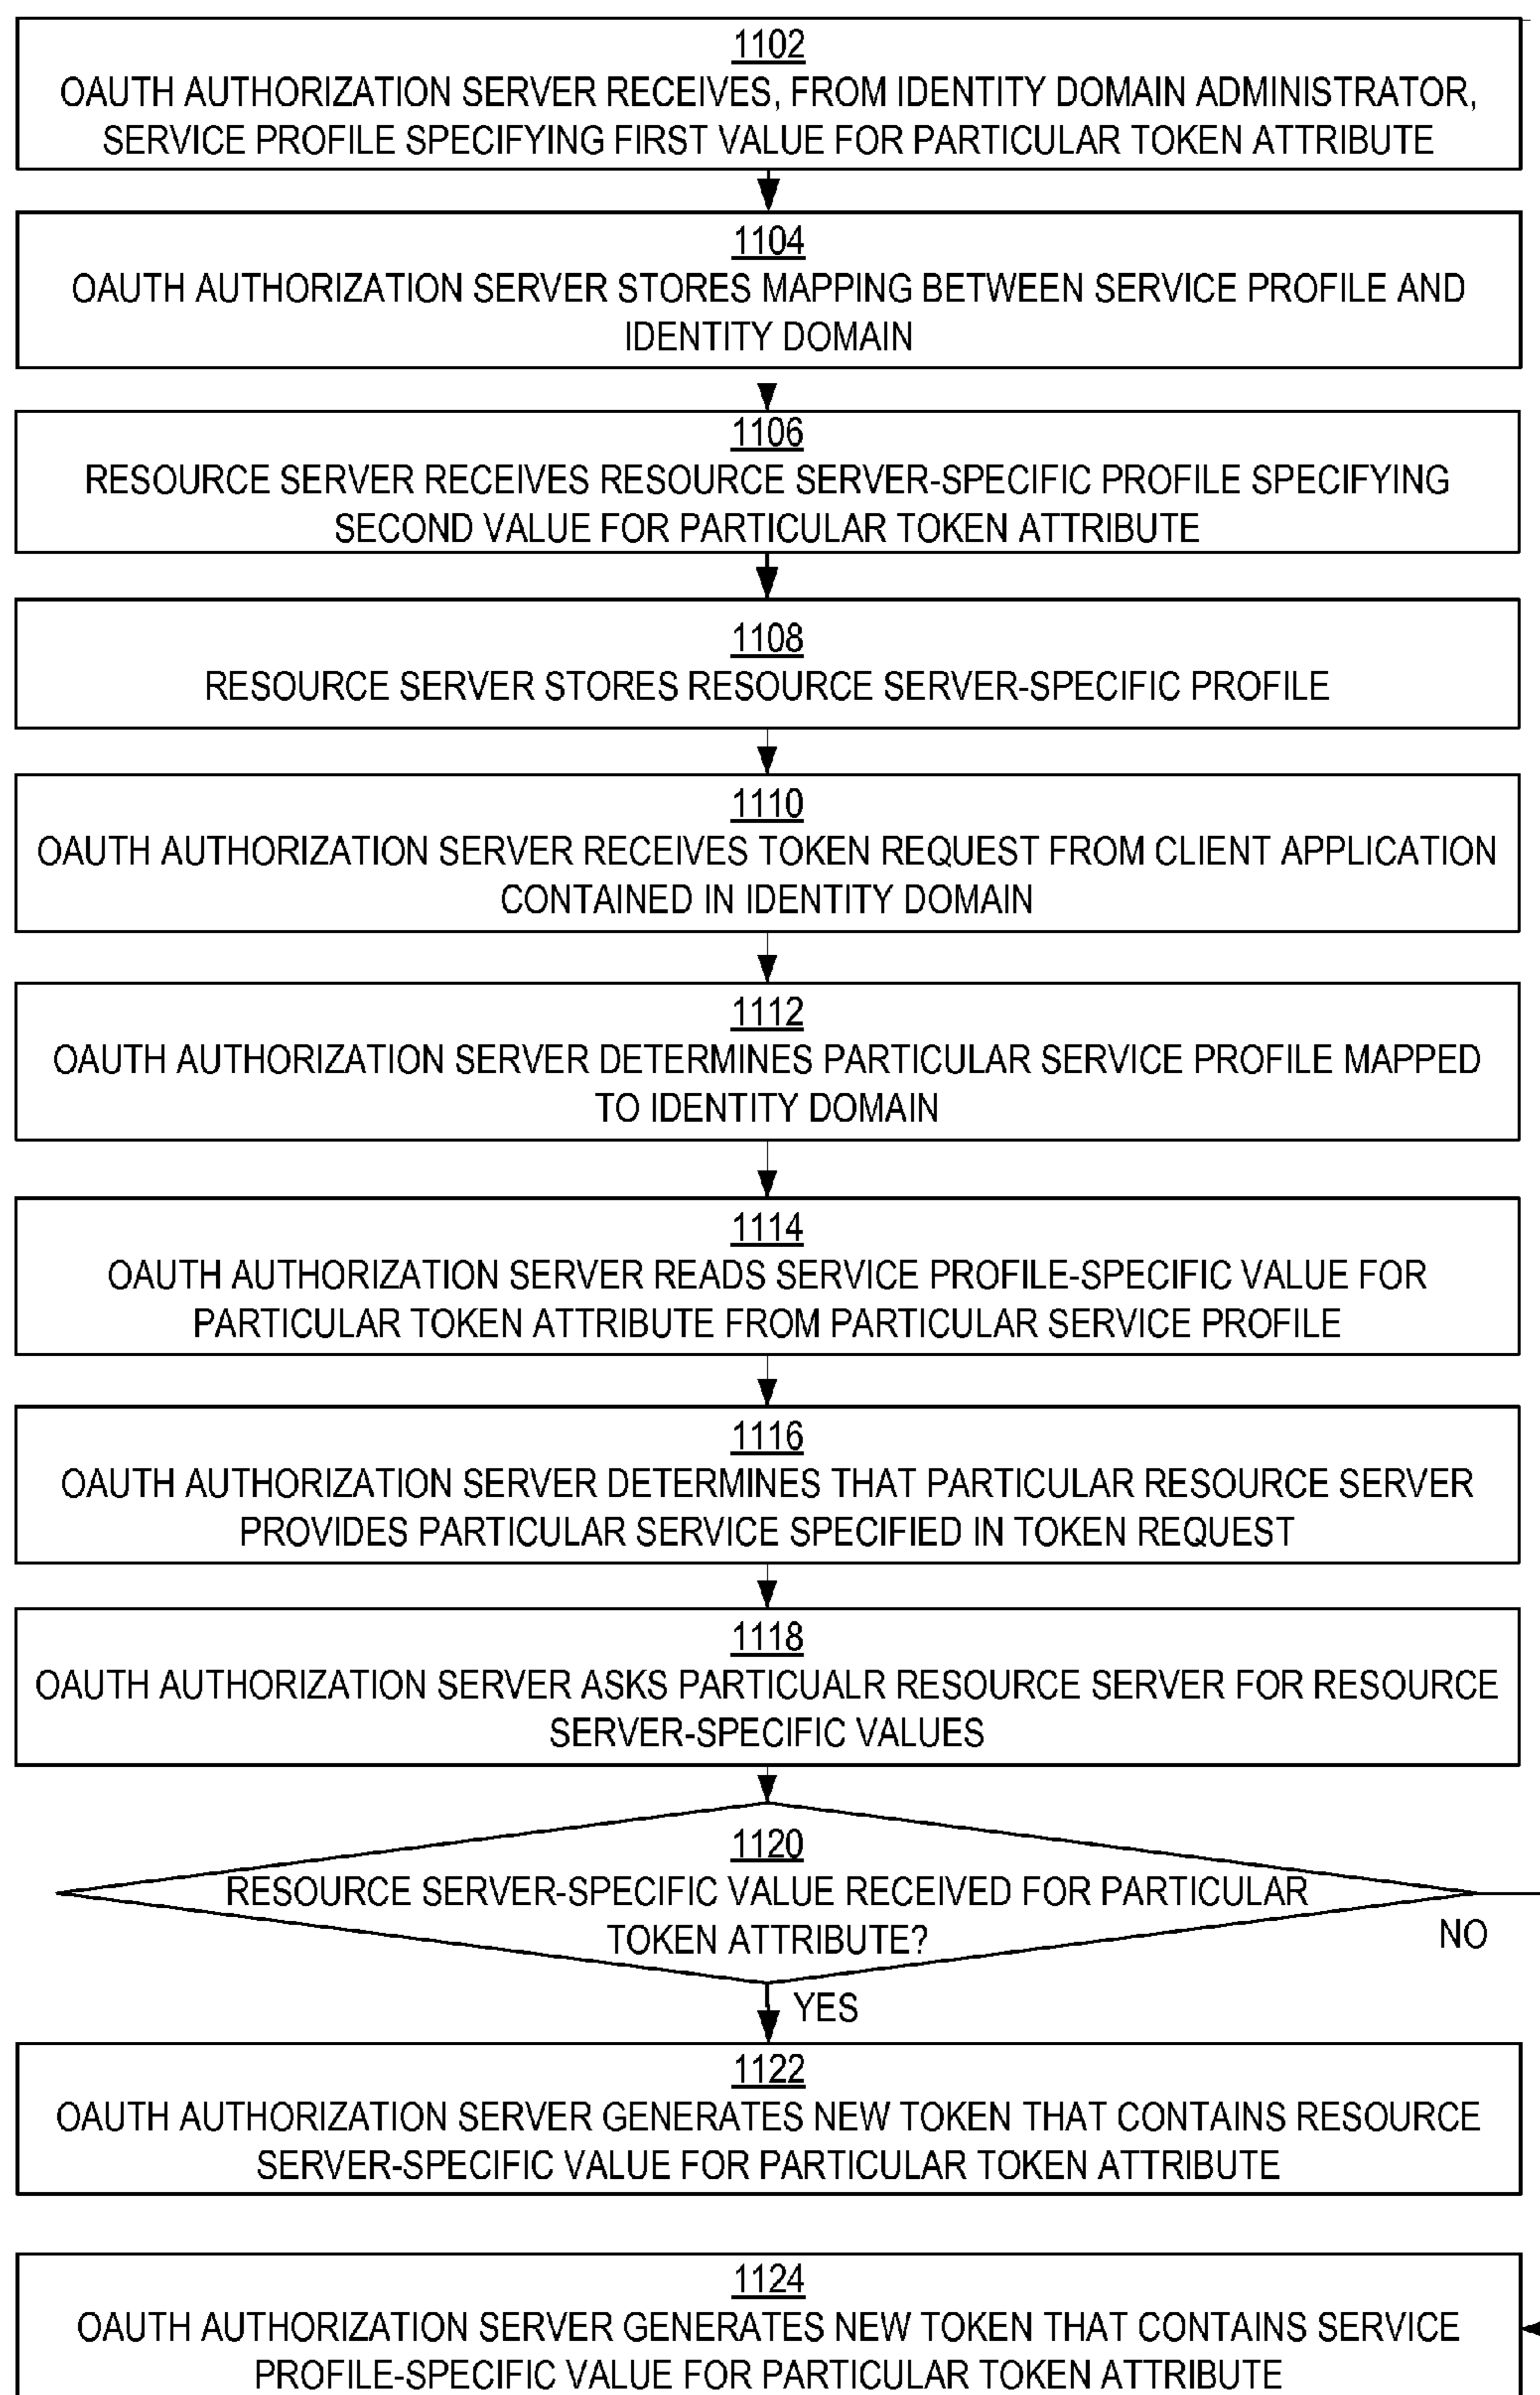 1102
OAUTH AUTHORIZATION SERVER RECEIVES, FROM IDENTITY DOMAIN ADMINISTRATOR,
SERVICE PROFILE SPECIFYING FIRST VALUE FOR PARTICULAR TOKEN ATTRIBUTE
1104
OAUTH AUTHORIZATION SERVER STORES MAPPING BETWEEN SERVICE PROFILE AND
IDENTITY DOMAIN
1106
RESOURCE SERVER RECEIVES RESOURCE SERVER-SPECIFIC PROFILE SPECIFYING
SECOND VALUE FOR PARTICULAR TOKEN ATTRIBUTE
1108
RESOURCE SERVER STORES RESOURCE SERVER-SPECIFIC PROFILE
1110
OAUTH AUTHORIZATION SERVER RECEIVES TOKEN REQUEST FROM CLIENT APPLICATION
CONTAINED IN IDENTITY DOMAIN
1112
OAUTH AUTHORIZATION SERVER DETERMINES PARTICULAR SERVICE PROFILE MAPPED
TO IDENTITY DOMAIN
1114
OAUTH AUTHORIZATION SERVER READS SERVICE PROFILE-SPECIFIC VALUE FOR
PARTICULAR TOKEN ATTRIBUTE FROM PARTICULAR SERVICE PROFILE
1116
OAUTH AUTHORIZATION SERVER DETERMINES THAT PARTICULAR RESOURCE SERVER
PROVIDES PARTICULAR SERVICE SPECIFIED IN TOKEN REQUEST
1118
OAUTH AUTHORIZATION SERVER ASKS PARTICUALR RESOURCE SERVER FOR RESOURCE
SERVER-SPECIFIC VALUES
1120
RESOURCE SERVER-SPECIFIC VALUE RECEIVED FOR PARTICULAR
TOKEN ATTRIBUTE?
NO
YES
1122
OAUTH AUTHORIZATION SERVER GENERATES NEW TOKEN THAT CONTAINS RESOURCE
SERVER-SPECIFIC VALUE FOR PARTICULAR TOKEN ATTRIBUTE
1124
OAUTH AUTHORIZATION SERVER GENERATES NEW TOKEN THAT CONTAINS SERVICE
PROFILE-SPECIFIC VALUE FOR PARTICULAR TOKEN ATTRIBUTE